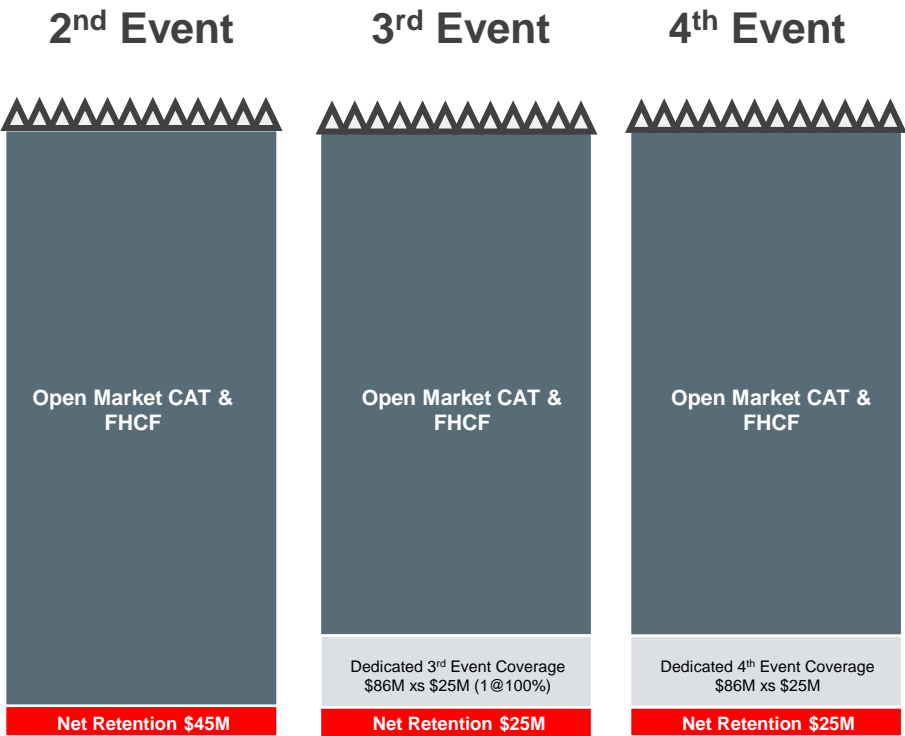 2nd Event
3rd Event
4th Event
Open Market CAT &
FHCF
Open Market CAT &
FHCF
Open Market CAT &
FHCF
Dedicated 3rd Event Coverage
$86M xs $25M (1@100%)
Dedicated 4th Event Coverage
$86M xs $25M
Net Retention $45M
Net Retention $25M
Net Retention $25M